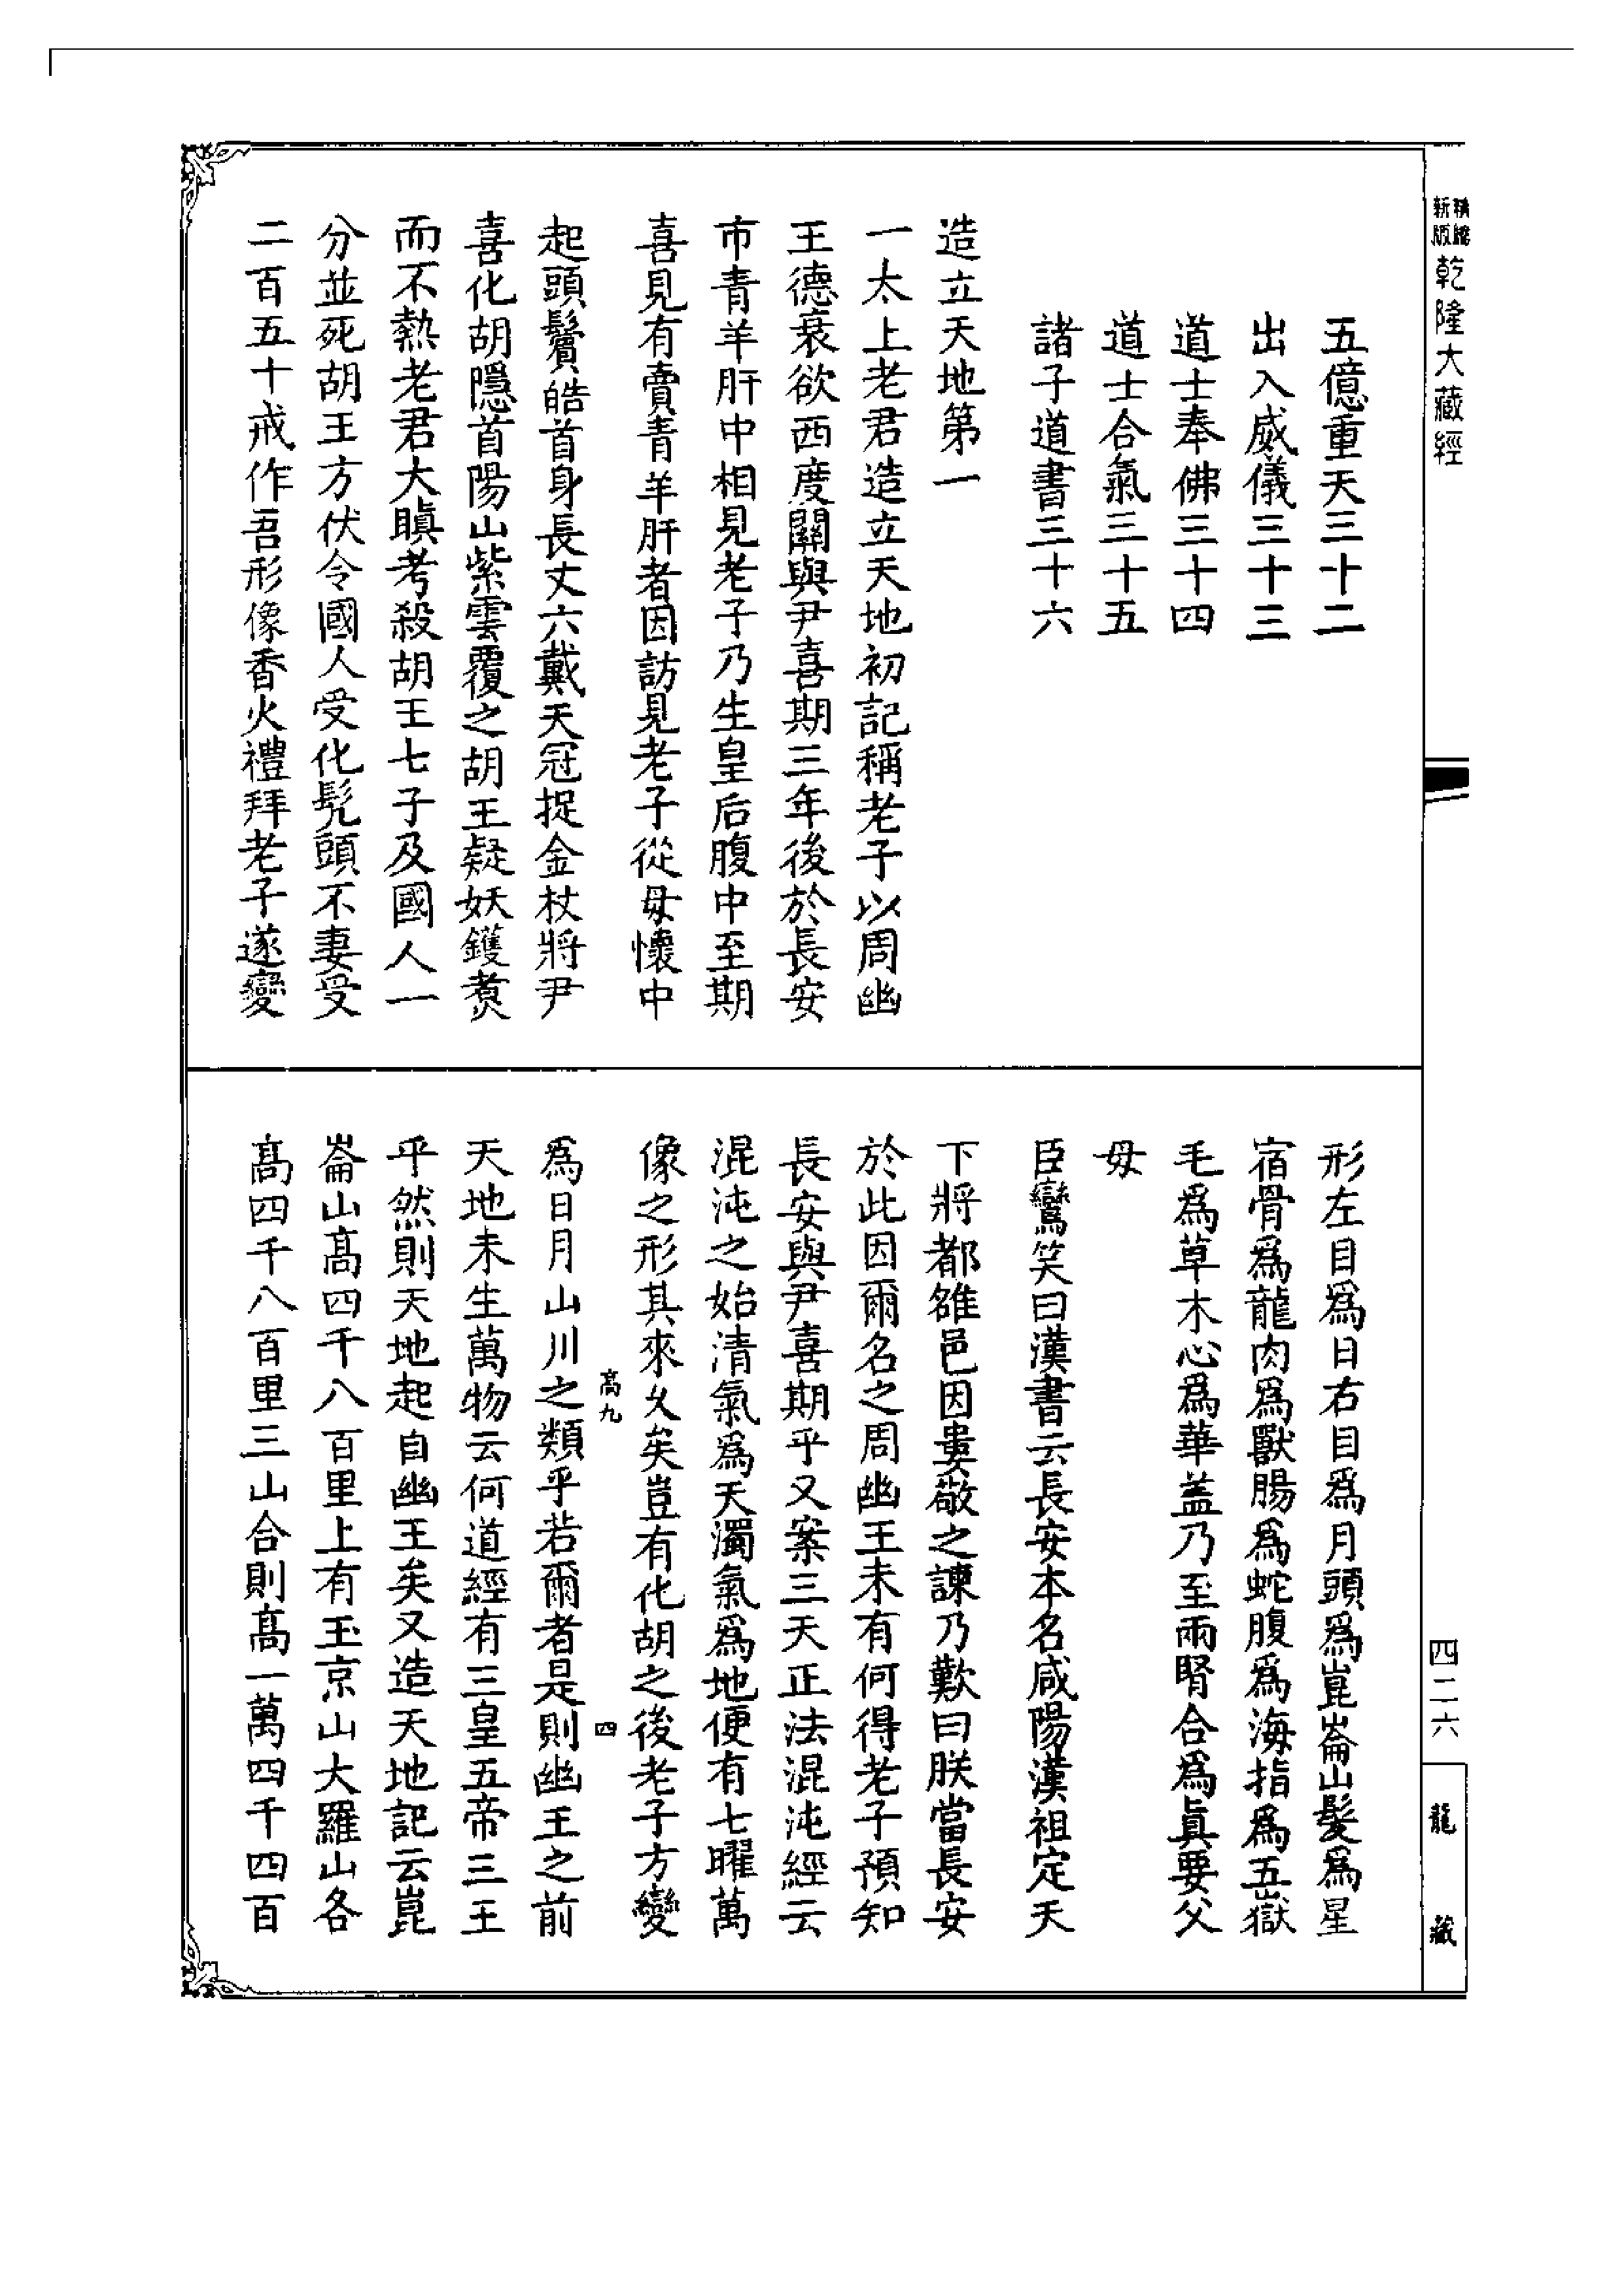 新版
精縮
乾隆大藏經
五億重天三十二
出入威儀三十三
道士奉佛三十四
道士合氣三十五
諸子道書三十六
造立天地第一
一太上老君造立天地初記稱老子以周幽
王德衰欲西度關與尹喜期三年後於長安
市青羊肝中相見老子乃生皇后腹中至期
喜見有賣青羊肝者因訪見老子從母懷中
起頭鬢皓首身長丈六戴天冠捉金杖將尹
喜化胡隱首陽山紫雲覆之胡王疑妖鑊煑
而不熱老君大瞋考殺胡王七子及國人一
分並死胡王方伏令國人受化髠頭不妻受
二百五十戒作吾形像香火禮拜老子遂變
形左目爲日右目爲月頭爲崑崙山髮爲星
宿骨爲龍肉爲獸腸爲蛇腹爲海指爲五嶽
毛爲草木心爲華盖乃至兩腎合爲眞要父
母
臣鸞笑曰漢書云長安本名咸陽漢祖定天
下將都雒邑因婁敬之諫乃歎曰朕當長安
於此因爾名之周幽王未有何得老子預知
長安與尹喜期乎又案三天正法混沌經云
混沌之始清氣爲天濁氣爲地便有七曜萬
像之形其來久矣豈有化胡之後老子方變
髙九
四
爲日月山川之類乎若爾者是則幽王之前
天地未生萬物云何道經有三皇五帝三王
乎然則天地起自幽王矣又造天地記云崑
崙山髙四千八百里上有玉京山大羅山各
髙四千八百里三山合則髙一萬四千四百
四二六
龍藏